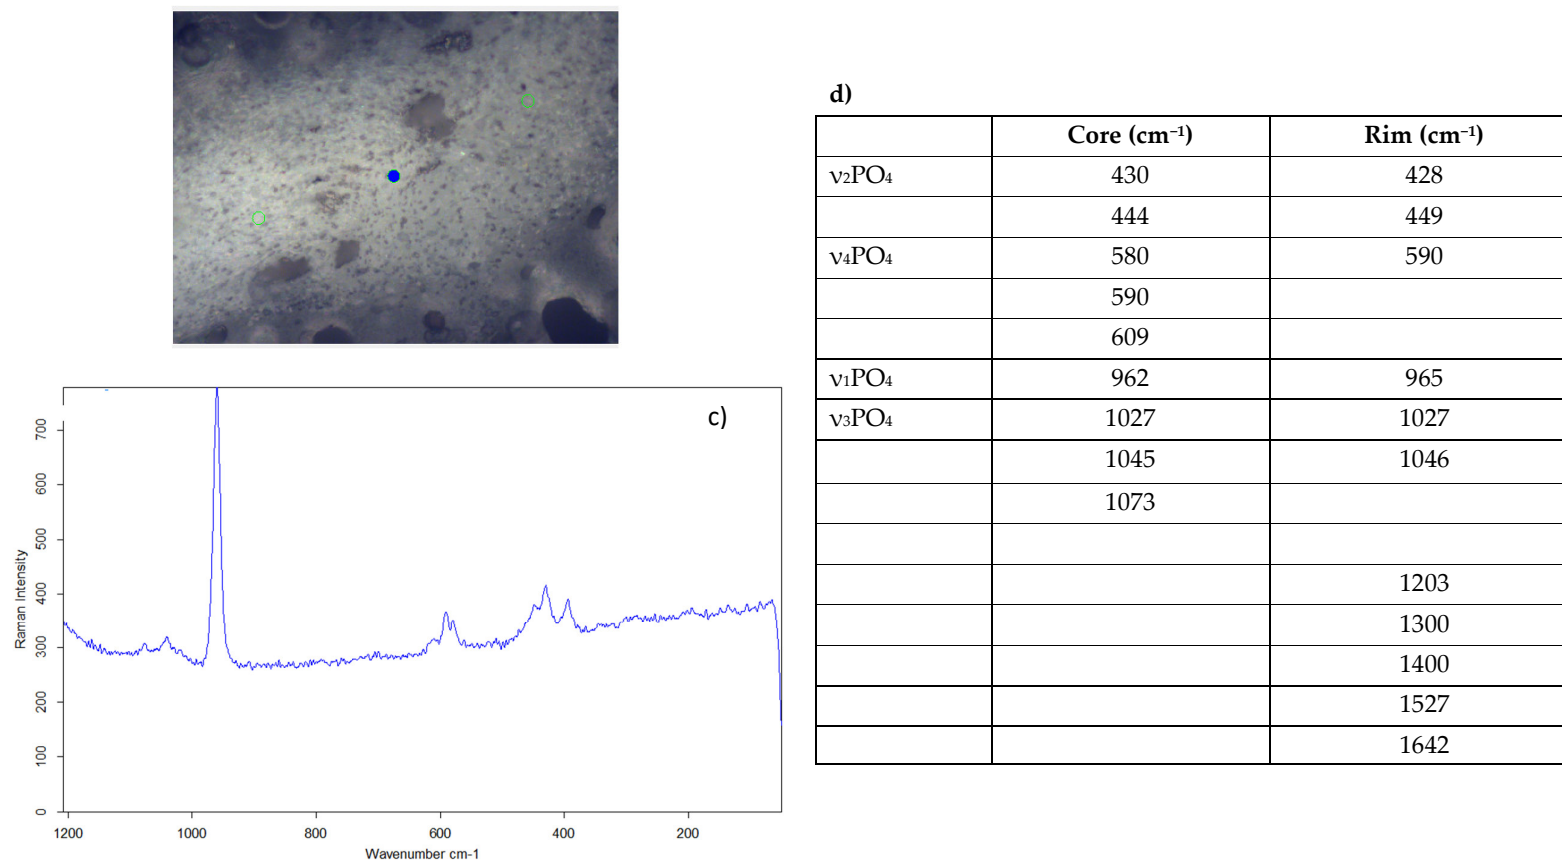 c)
700
600
500
400
300
200
100
0
Raman Intensity
1200 1000 800 600 400 200
Wavenumber cm-1
d)
Core (cm⁻¹) Rim (cm⁻¹)
ν₂PO₄ 430 428
444 449
ν₄PO₄ 580 590
590
609
ν₁PO₄ 962 965
ν₃PO₄ 1027 1027
1045 1046
1073
1203
1300
1400
1527
1642